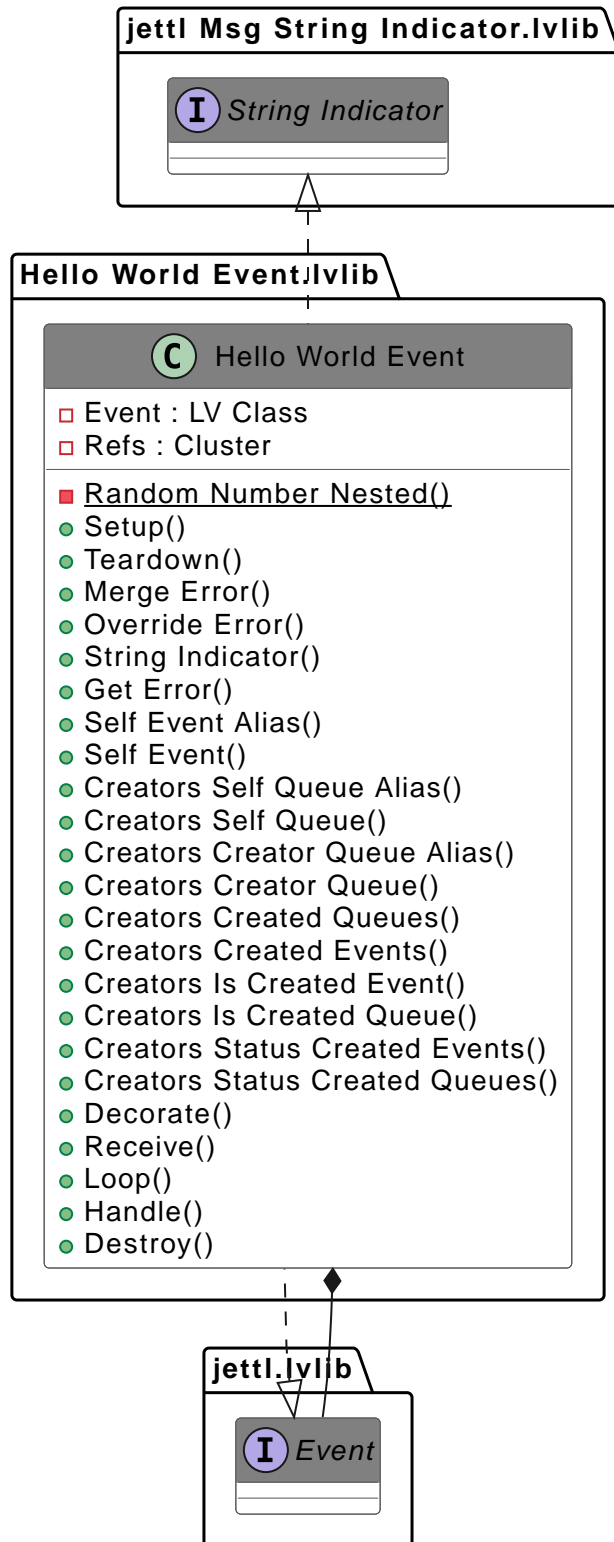 jettl Msg String Indicator.lvlib
I String Indicator
Hello World Event.lvlib
C Hello World Event
Event : LV Class
Refs : Cluster
Random Number Nested()
Setup()
Teardown()
Merge Error()
Override Error()
String Indicator()
Get Error()
Self Event Alias()
Self Event()
Creators Self Queue Alias()
Creators Self Queue()
Creators Creator Queue Alias()
Creators Creator Queue()
Creators Created Queues()
Creators Created Events()
Creators Is Created Event()
Creators Is Created Queue()
Creators Status Created Events()
Creators Status Created Queues()
Decorate()
Receive()
Loop()
Handle()
Destroy()
jettl.lvlib
I Event